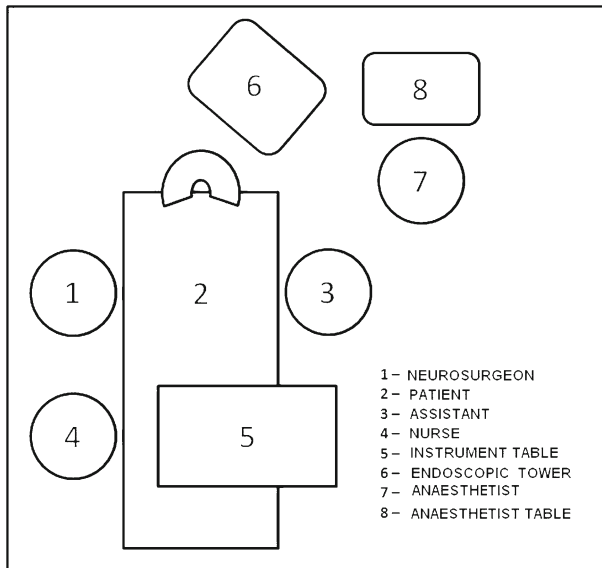 6
8
7
1
2
3
4
5
1 – NEUROSURGEON
2 – PATIENT
3 – ASSISTANT
4 – NURSE
5 – INSTRUMENT TABLE
6 – ENDOSCOPIC TOWER
7 – ANAESTHETIST
8 – ANAESTHETIST TABLE